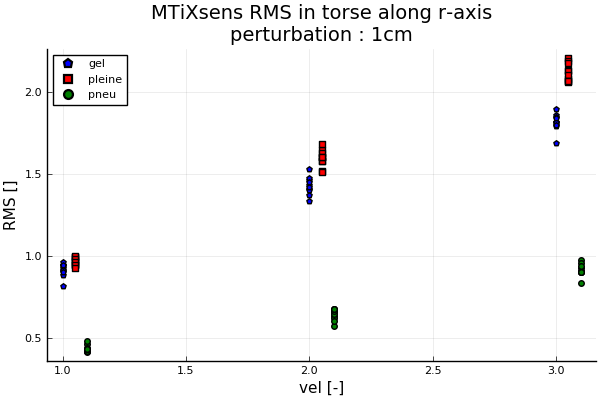 MTiXsens RMS in torse along r-axis
perturbation : 1cm
gel
pleine
pneu
2.0
1.5
1.0
0.5
RMS []
1.0
1.5
2.0
2.5
3.0
vel [-]